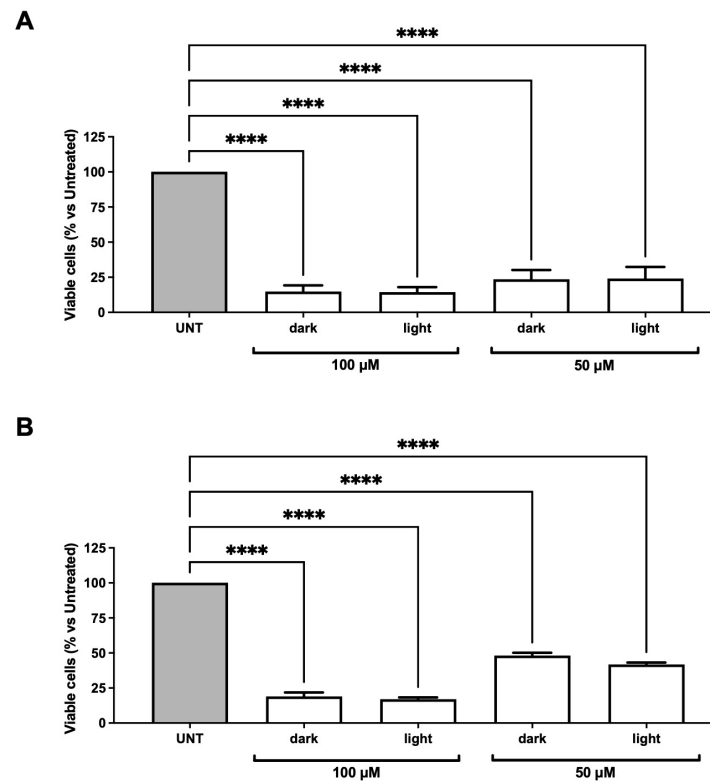 A
****
****
****
****
Viable cells (% vs Untreated)
125
100
75
50
25
0
UNT dark light dark light
100 µM 50 µM
B
****
****
****
****
Viable cells (% vs Untreated)
125
100
75
50
25
0
UNT dark light dark light
100 µM 50 µM